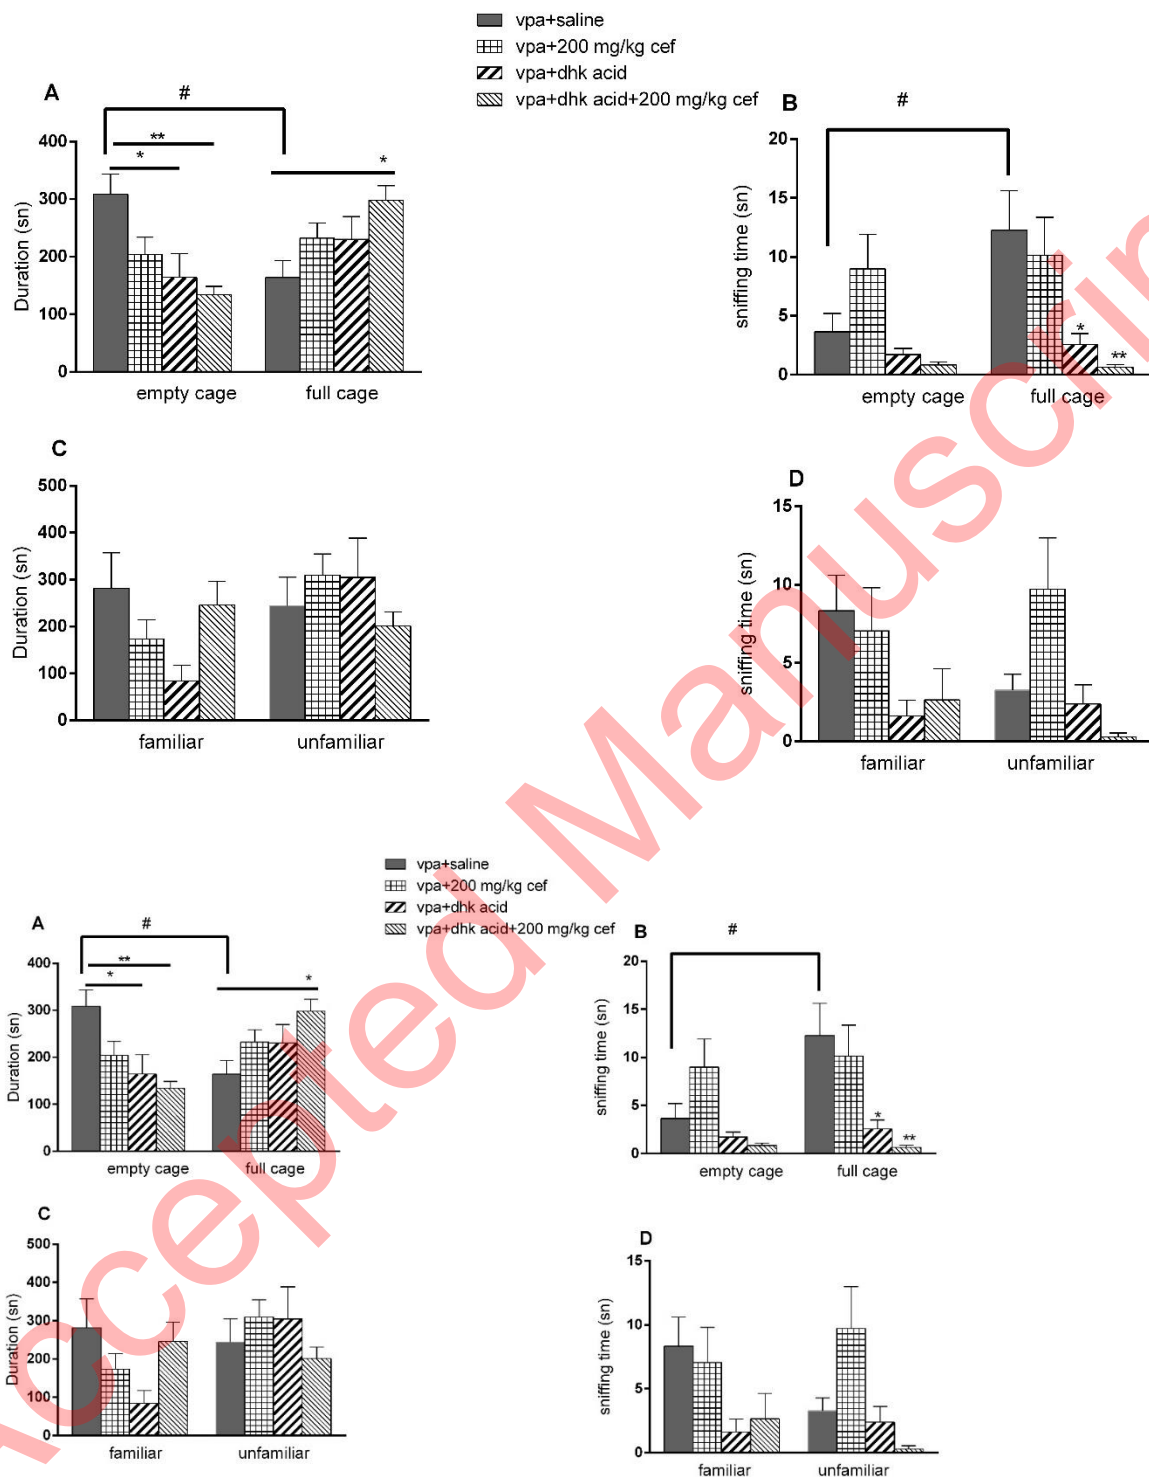 vpa+saline
vpa+200 mg/kg cef
vpa+dhk acid
vpa+dhk acid+200 mg/kg cef
A
#
**
*
*
400
300
200
100
0
Duration (sn)
empty cage
full cage
B
#
20
15
10
5
0
sniffing time (sn)
*
**
empty cage
full cage
C
500
400
300
200
100
0
Duration (sn)
familiar
unfamiliar
D
15
10
5
0
sniffing time (sn)
familiar
unfamiliar
vpa+saline
vpa+200 mg/kg cef
vpa+dhk acid
vpa+dhk acid+200 mg/kg cef
A
#
**
*
*
400
300
200
100
0
Duration (sn)
empty cage
full cage
B
#
20
15
10
5
0
sniffing time (sn)
*
**
empty cage
full cage
C
500
400
300
200
100
0
Duration (sn)
familiar
unfamiliar
D
15
10
5
0
sniffing time (sn)
familiar
unfamiliar
Accepted Manuscrip